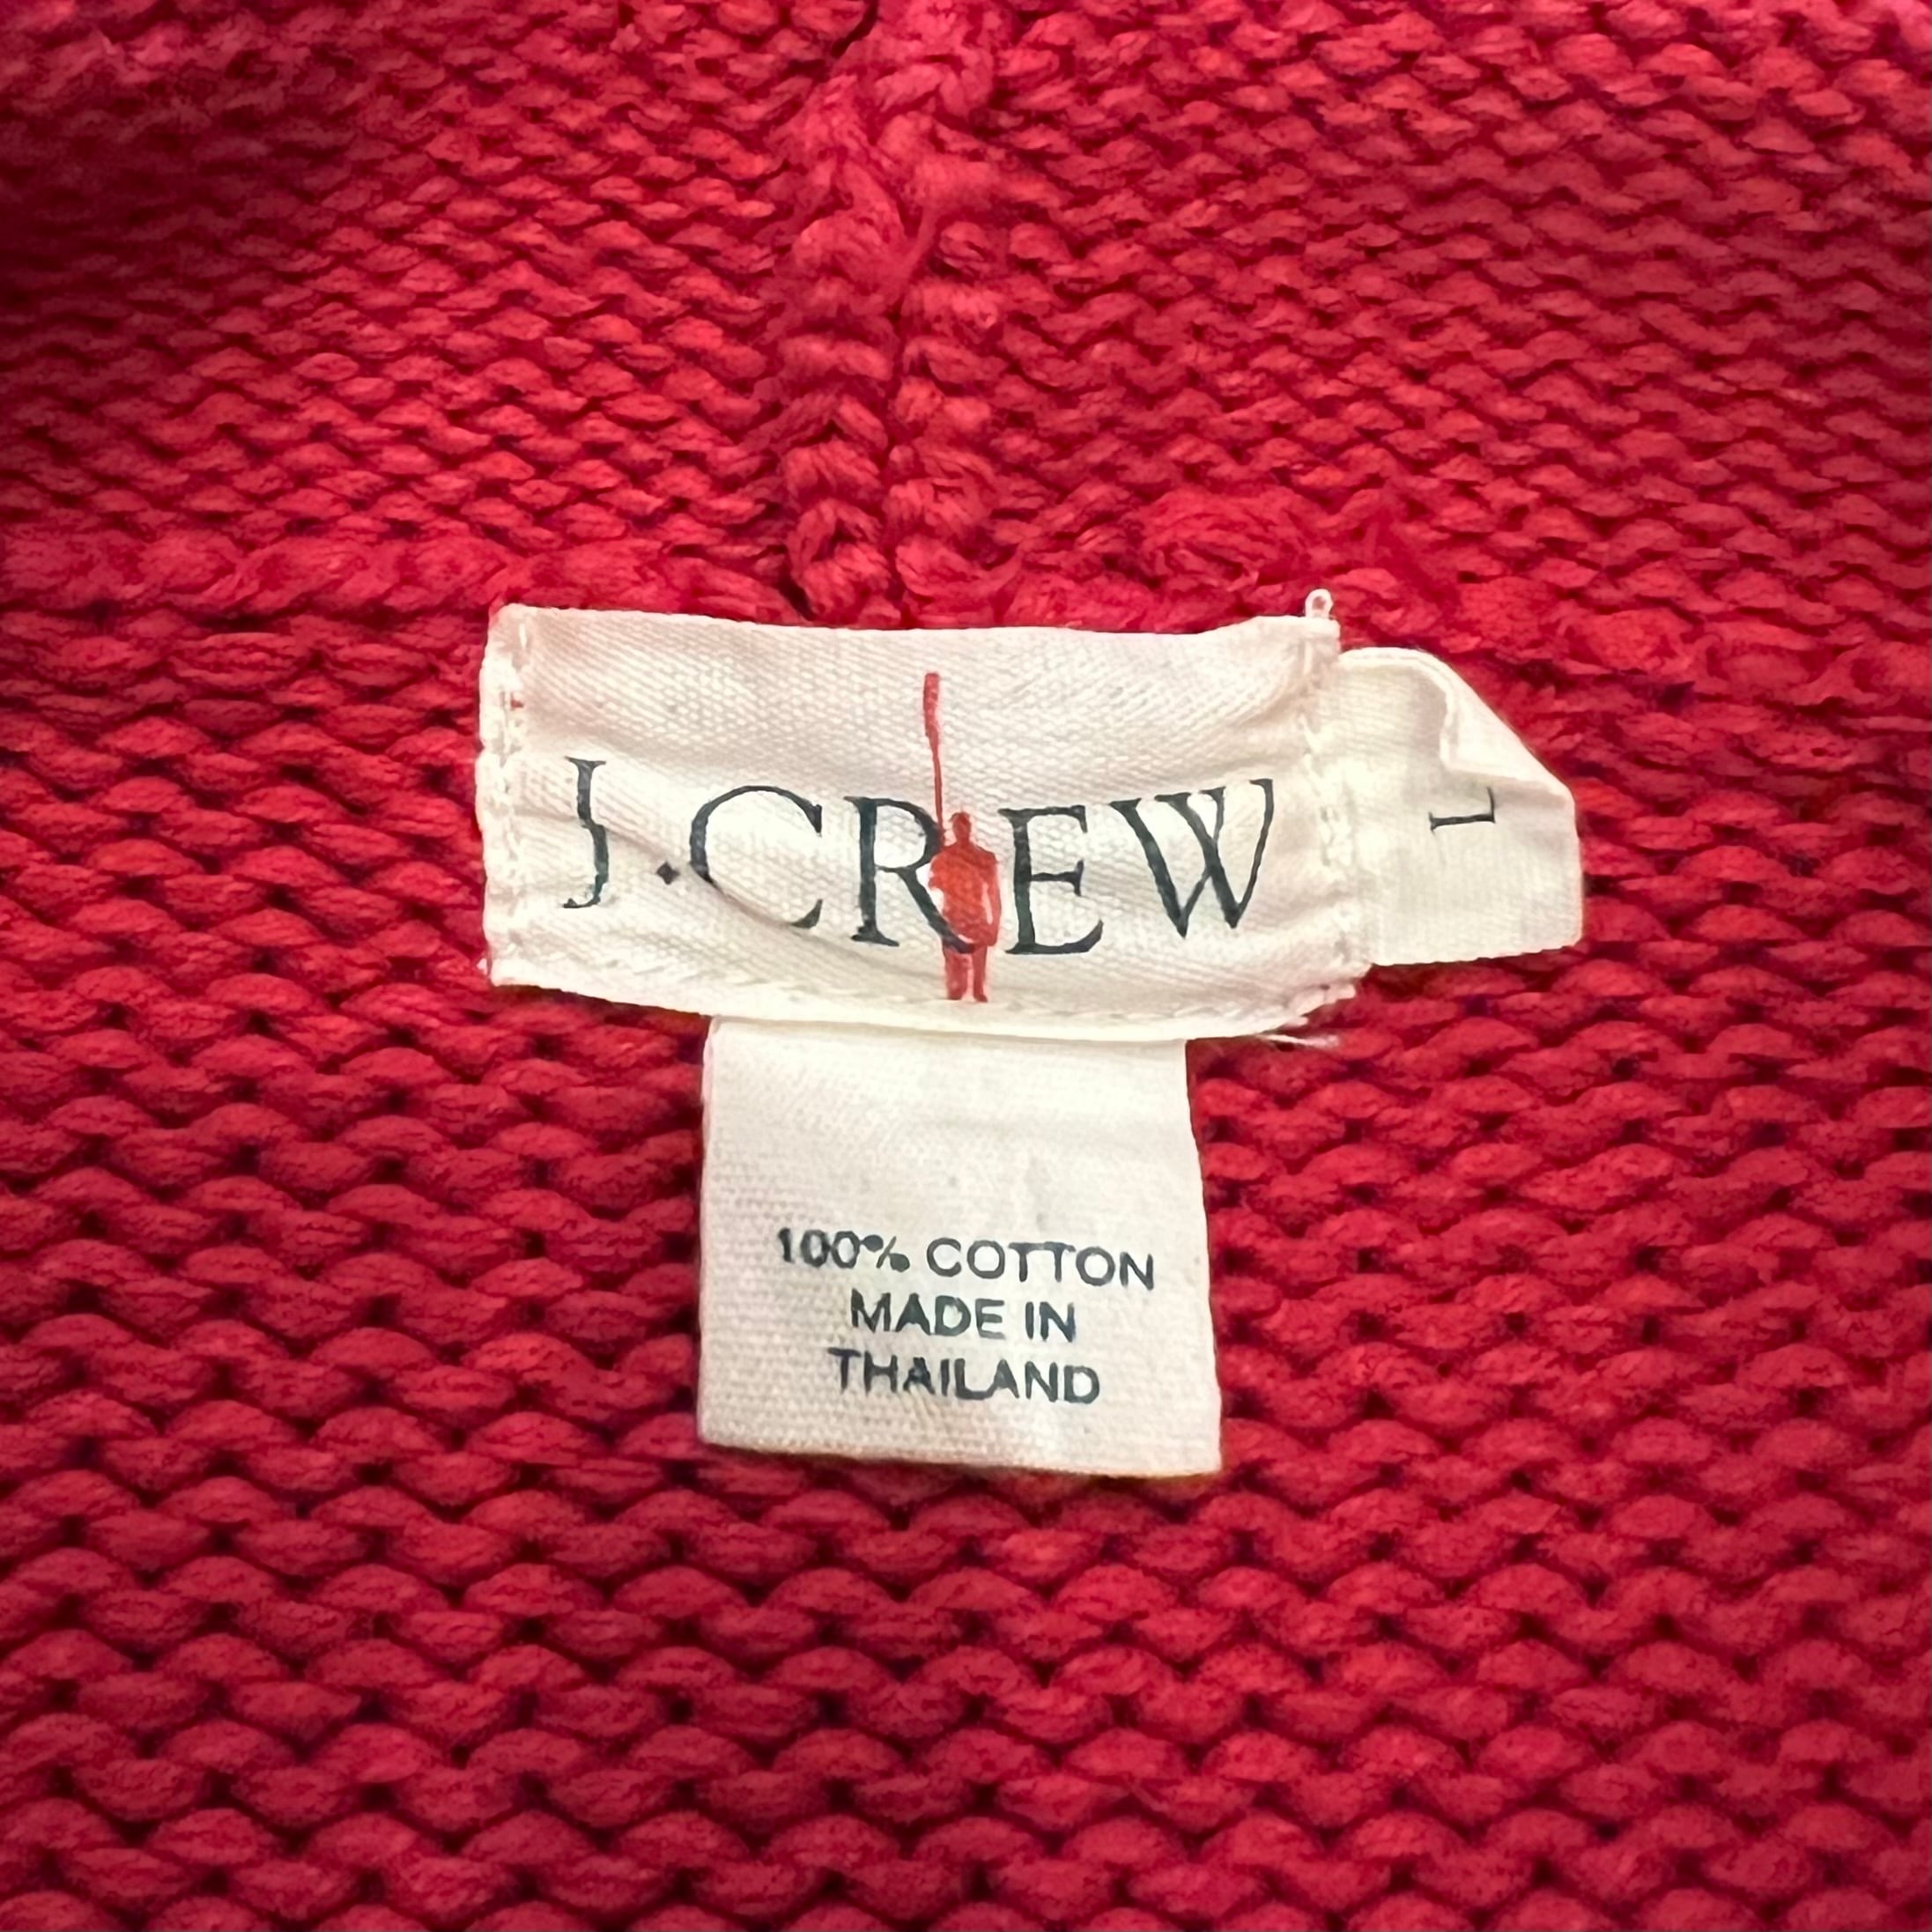 J.CREW
L
100% COTTON
MADE IN
THAILAND